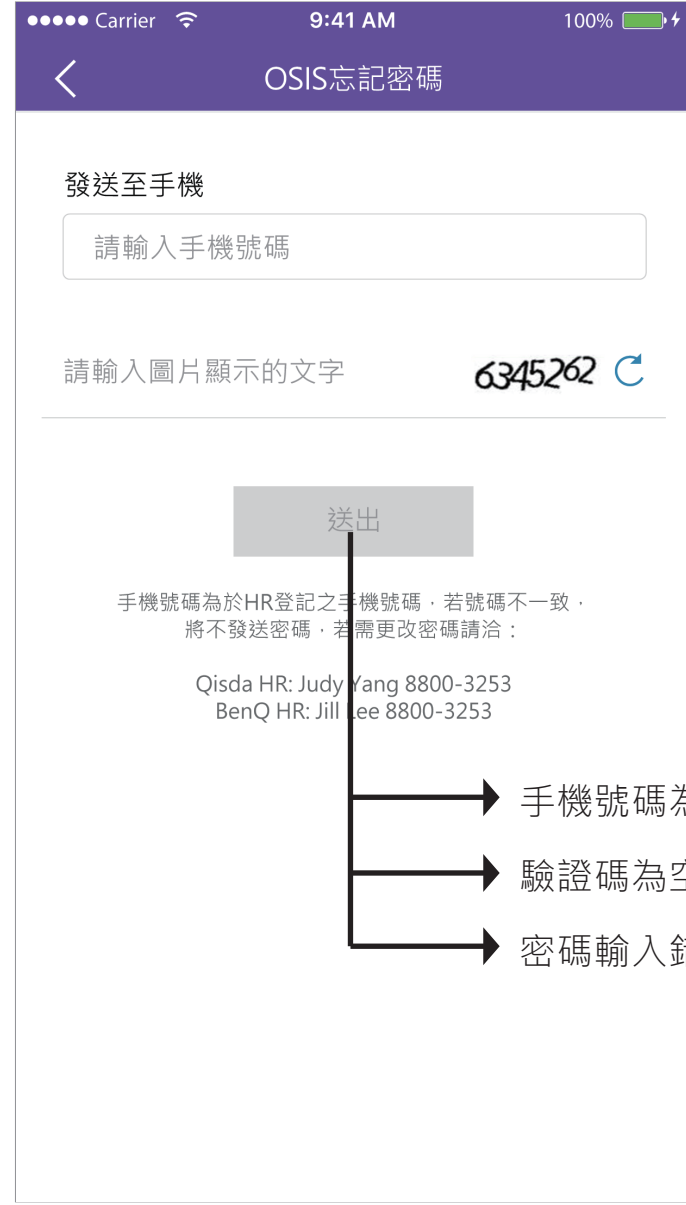 Carrier 9:41 AM 100%
OSIS忘記密碼
發送至手機
請輸入手機號碼
請輸入圖片顯示的文字 6345262
送出
手機號碼為於HR登記之手機號碼，若號碼不一致，
將不發送密碼，若需更改密碼請洽：
Qisda HR: Judy Yang 8800-3253
BenQ HR: Jill Lee 8800-3253
手機號碼為
驗證碼為空
密碼輸入錯